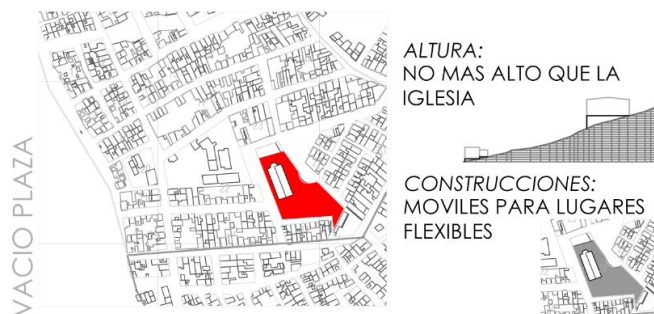 VACIO PLAZA
ALTURA:
NO MAS ALTO QUE LA
IGLESIA
CONSTRUCCIONES:
MOVILES PARA LUGARES
FLEXIBLES